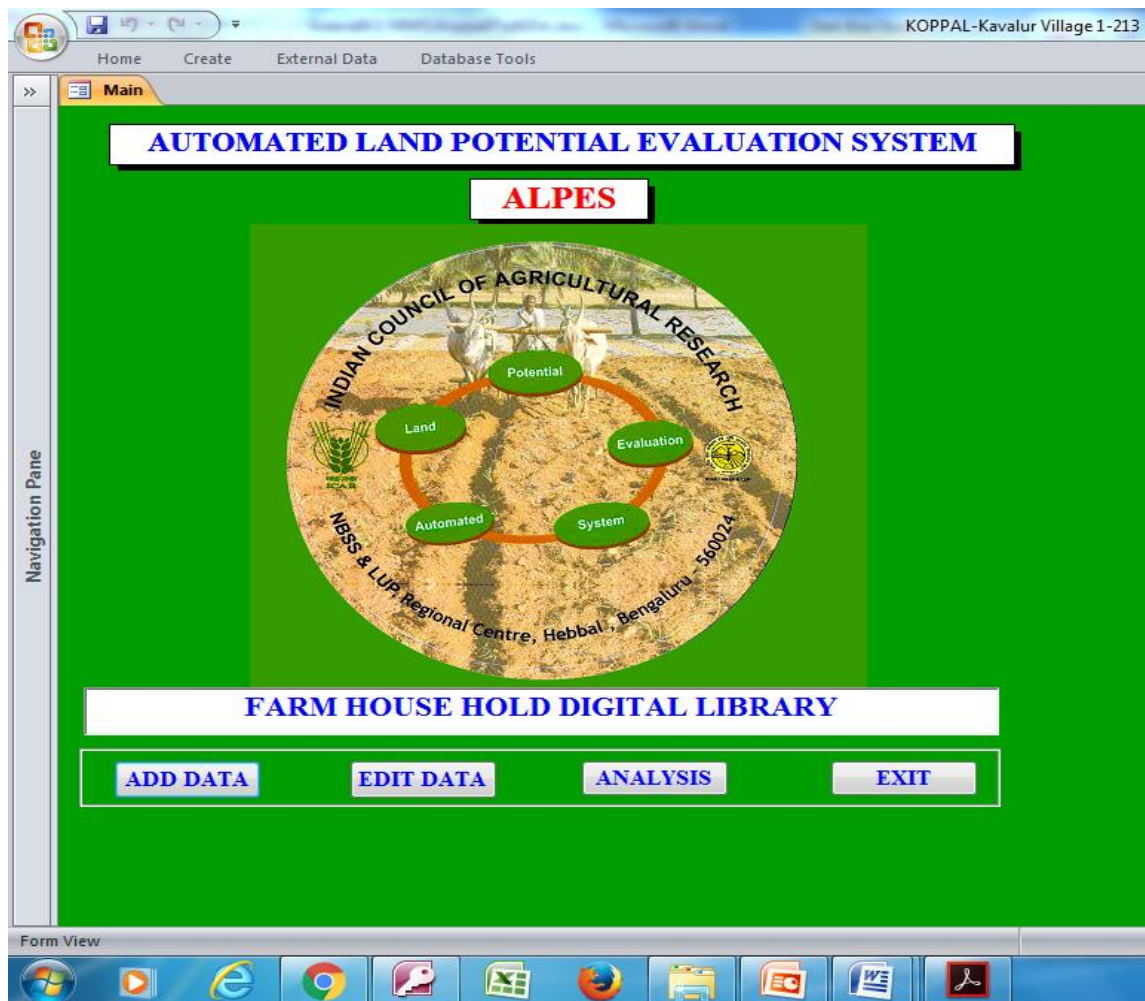 KOPPAL-Kavalur Village 1-213
Home Create External Data Database Tools
Main
AUTOMATED LAND POTENTIAL EVALUATION SYSTEM
ALPES
INDIAN COUNCIL OF AGRICULTURAL RESEARCH
Potential
Land
Evaluation
ICAR
Automated
System
NBSS & LUP, Regional Centre, Hebbal , Bengaluru - 560024
Navigation Pane
FARM HOUSE HOLD DIGITAL LIBRARY
ADD DATA EDIT DATA ANALYSIS EXIT
Form View